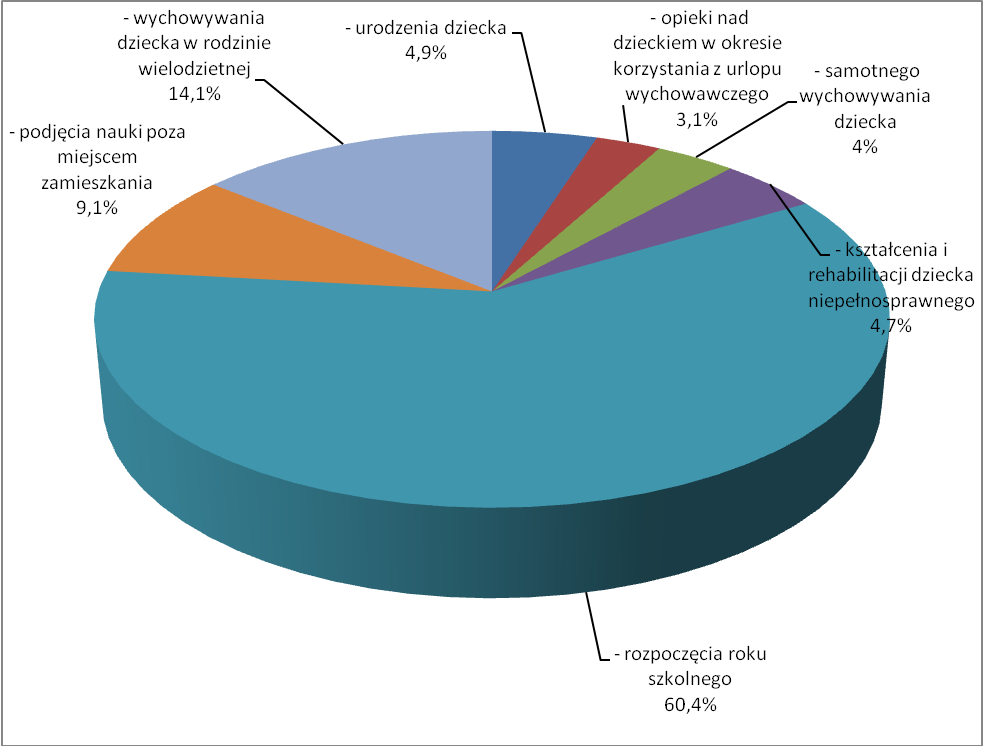 - wychowywania
dziecka w rodzinie
wielodzietnej
14,1%
- urodzenia dziecka
4,9%
- opieki nad
dzieckiem w okresie
korzystania z urlopu
wychowawczego
3,1%
- samotnego
wychowywania
dziecka
4%
- podjęcia nauki poza
miejscem
zamieszkania
9,1%
- kształcenia i
rehabilitacji dziecka
niepełnosprawnego
4,7%
- rozpoczęcia roku
szkolnego
60,4%